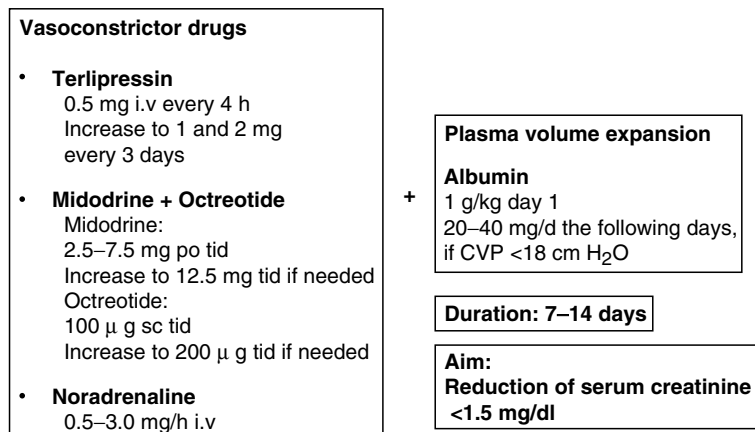 Vasoconstrictor drugs
• Terlipressin
0.5 mg i.v every 4 h
Increase to 1 and 2 mg
every 3 days
• Midodrine + Octreotide
Midodrine:
2.5–7.5 mg po tid
Increase to 12.5 mg tid if needed
Octreotide:
100 μ g sc tid
Increase to 200 μ g tid if needed
• Noradrenaline
0.5–3.0 mg/h i.v
+
Plasma volume expansion
Albumin
1 g/kg day 1
20–40 mg/d the following days,
if CVP <18 cm H₂O
Duration: 7–14 days
Aim:
Reduction of serum creatinine
<1.5 mg/dl